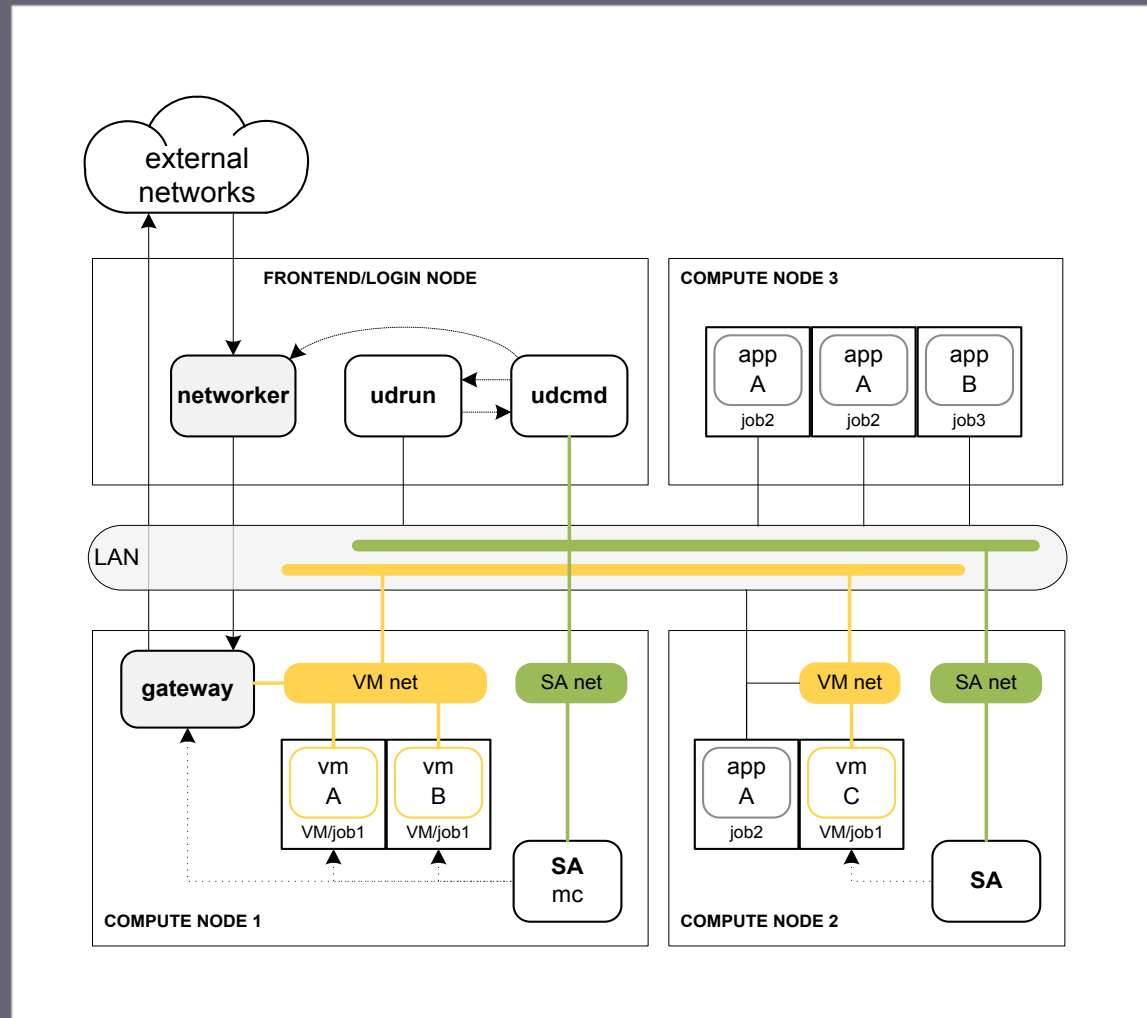 external
networks
FRONTEND/LOGIN NODE
networker
udrun
udcmd
COMPUTE NODE 3
app
A
job2
app
A
job2
app
B
job3
LAN
gateway
VM net
SA net
vm
A
VM/job1
vm
B
VM/job1
SA
mc
COMPUTE NODE 1
VM net
SA net
app
A
job2
vm
C
VM/job1
SA
COMPUTE NODE 2